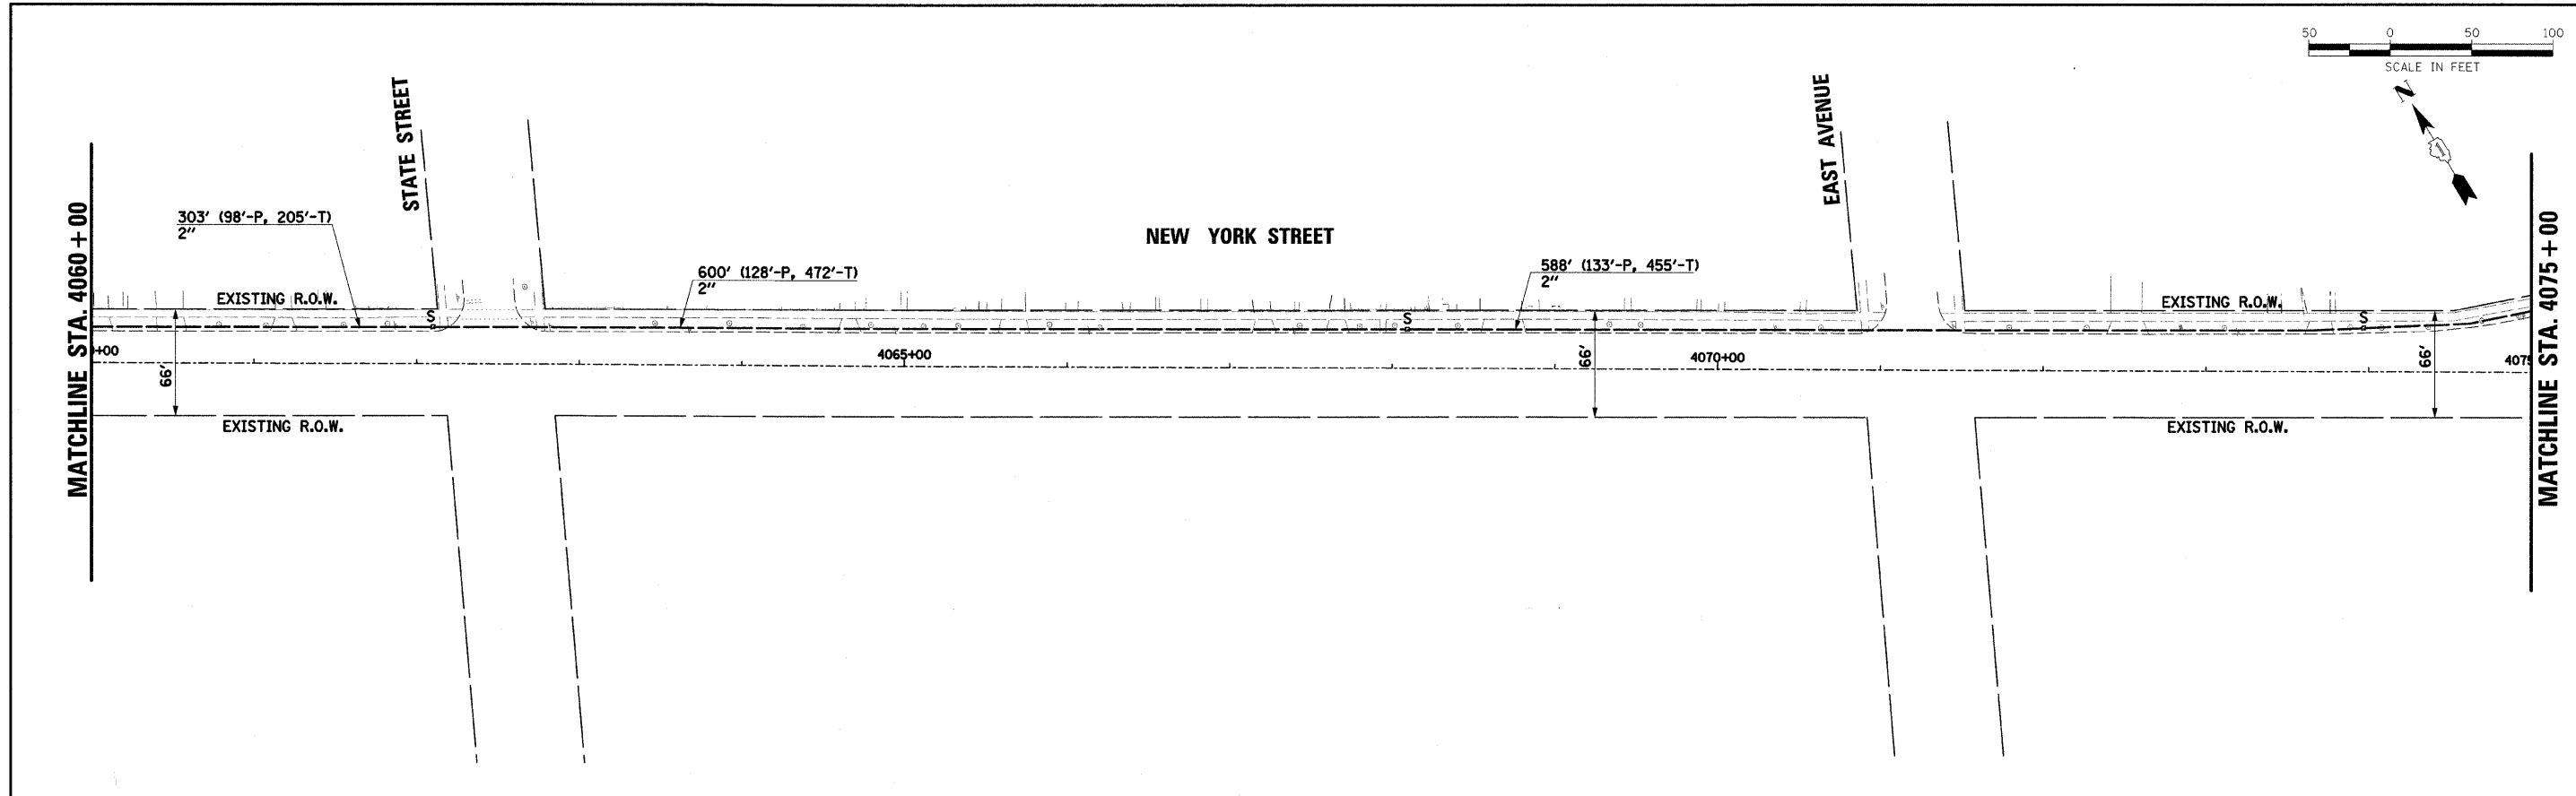 50 0 50 100
SCALE IN FEET
N
STATE STREET
EAST AVENUE
MATCHLINE STA. 4060+00
MATCHLINE STA. 4075+00
NEW YORK STREET
303' (98'-P, 205'-T)
2"
600' (128'-P, 472'-T)
2"
588' (133'-P, 455'-T)
2"
EXISTING R.O.W.
EXISTING R.O.W.
S
S
S
+00
4065+00
4070+00
4075
66'
66'
66'
EXISTING R.O.W.
EXISTING R.O.W.